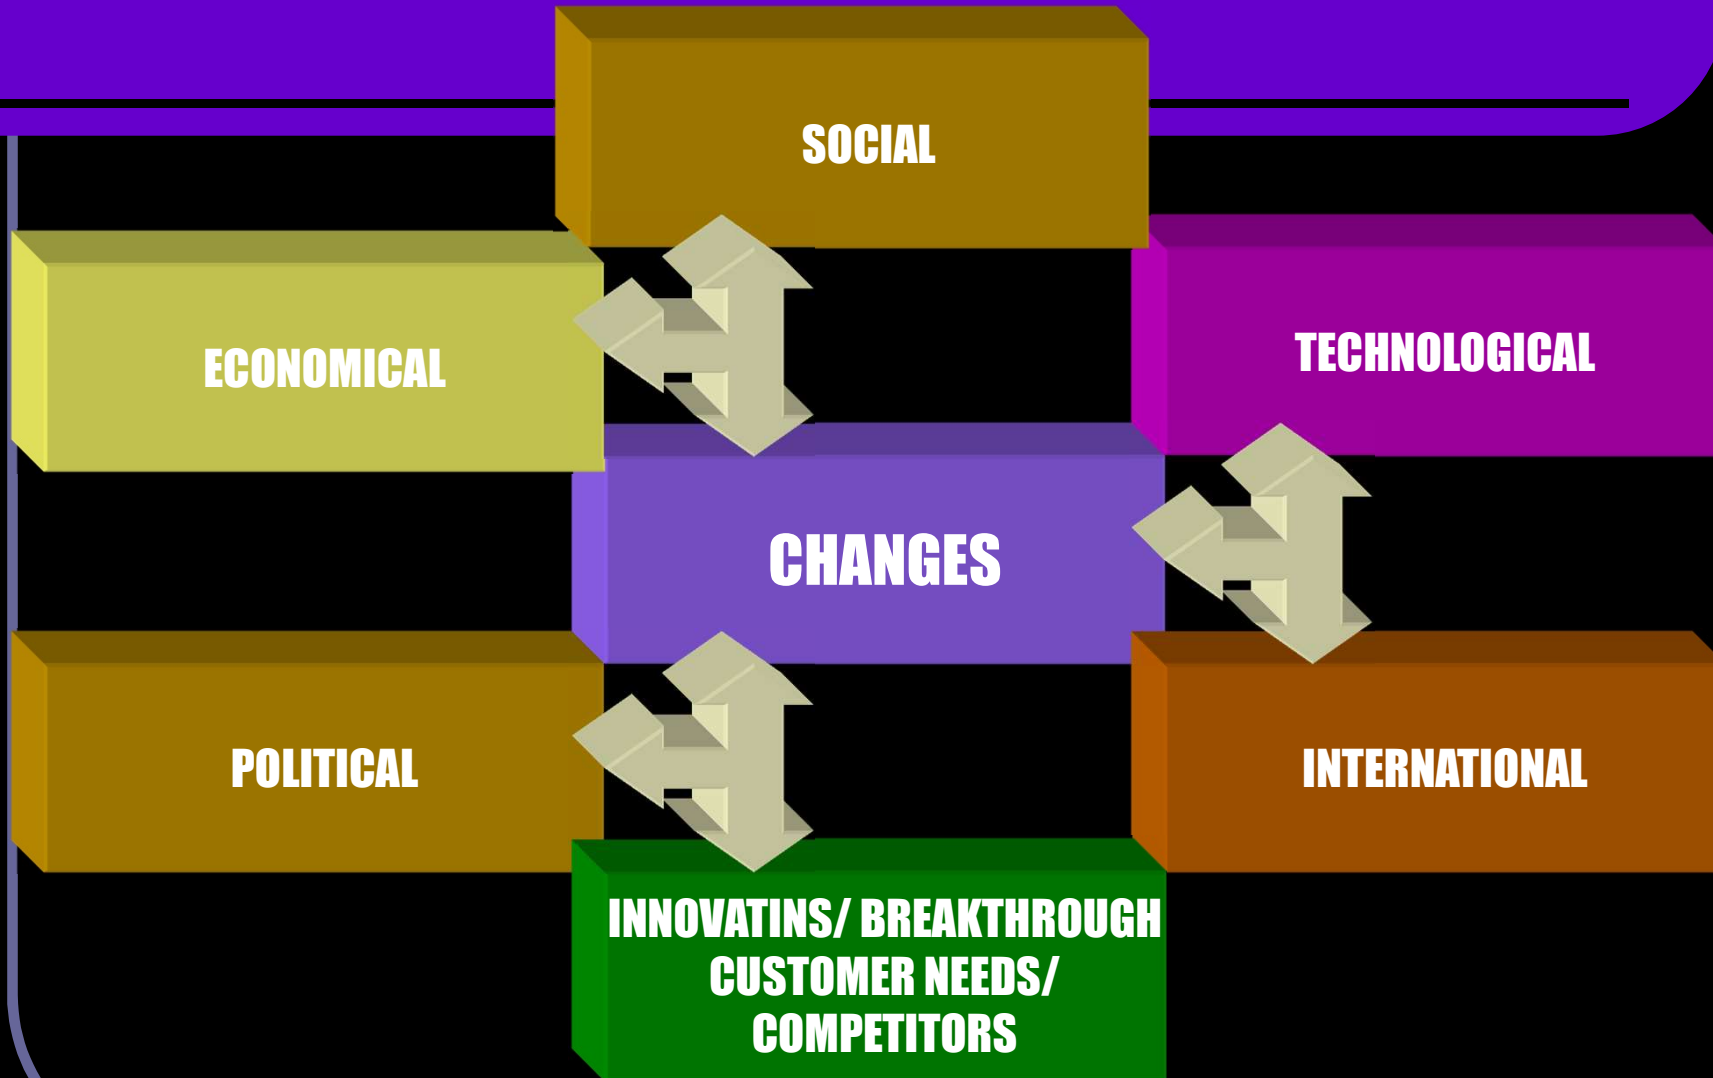 SOCIAL
ECONOMICAL
TECHNOLOGICAL
CHANGES
POLITICAL
INTERNATIONAL
INNOVATINS/ BREAKTHROUGH
CUSTOMER NEEDS/
COMPETITORS